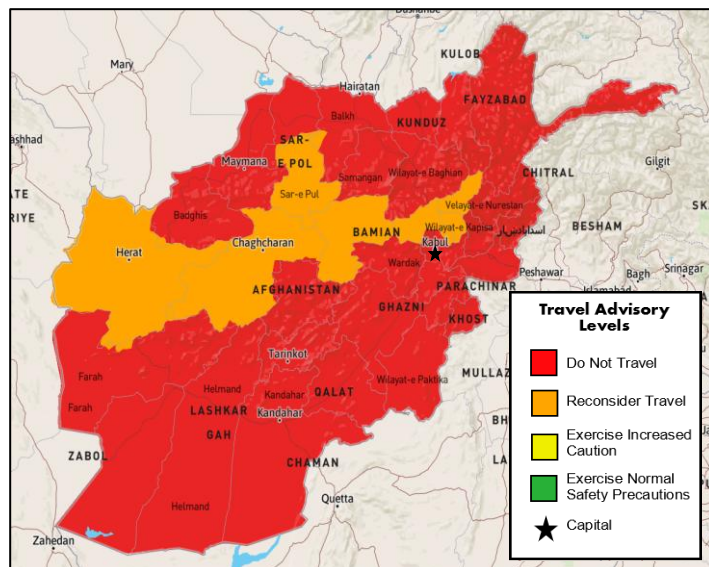 Dushanbe
KULOB
Mary
Hairatan
FAYZABAD
Balkh
KUNDUZ
SAR-
E POL
Maymana
Samangan
Wilayat-e Baghlan
CHITRAL
Gilgit
Sar-e Pul
Badghis
Velayat-e Nurestan
BESHAM
SKA
BAMIAN
Wilayat-e Kapisa
Herat
Chaghcharan
Kabul
Wardak
Peshawar
Bagh
Srinagar
Islamabad
AFGHANISTAN
PARACHINAR
GHAZNI
KHOST
Tarinkot
MULLAZ
Farah
Helmand
Kandahar
QALAT
Wilayat-e Paktika
Farah
LASHKAR
GAH
Kandahar
ZABOL
CHAMAN
Helmand
Quetta
Zahedan
Travel Advisory
Levels
Do Not Travel
Reconsider Travel
Exercise Increased
Caution
Exercise Normal
Safety Precautions
Capital